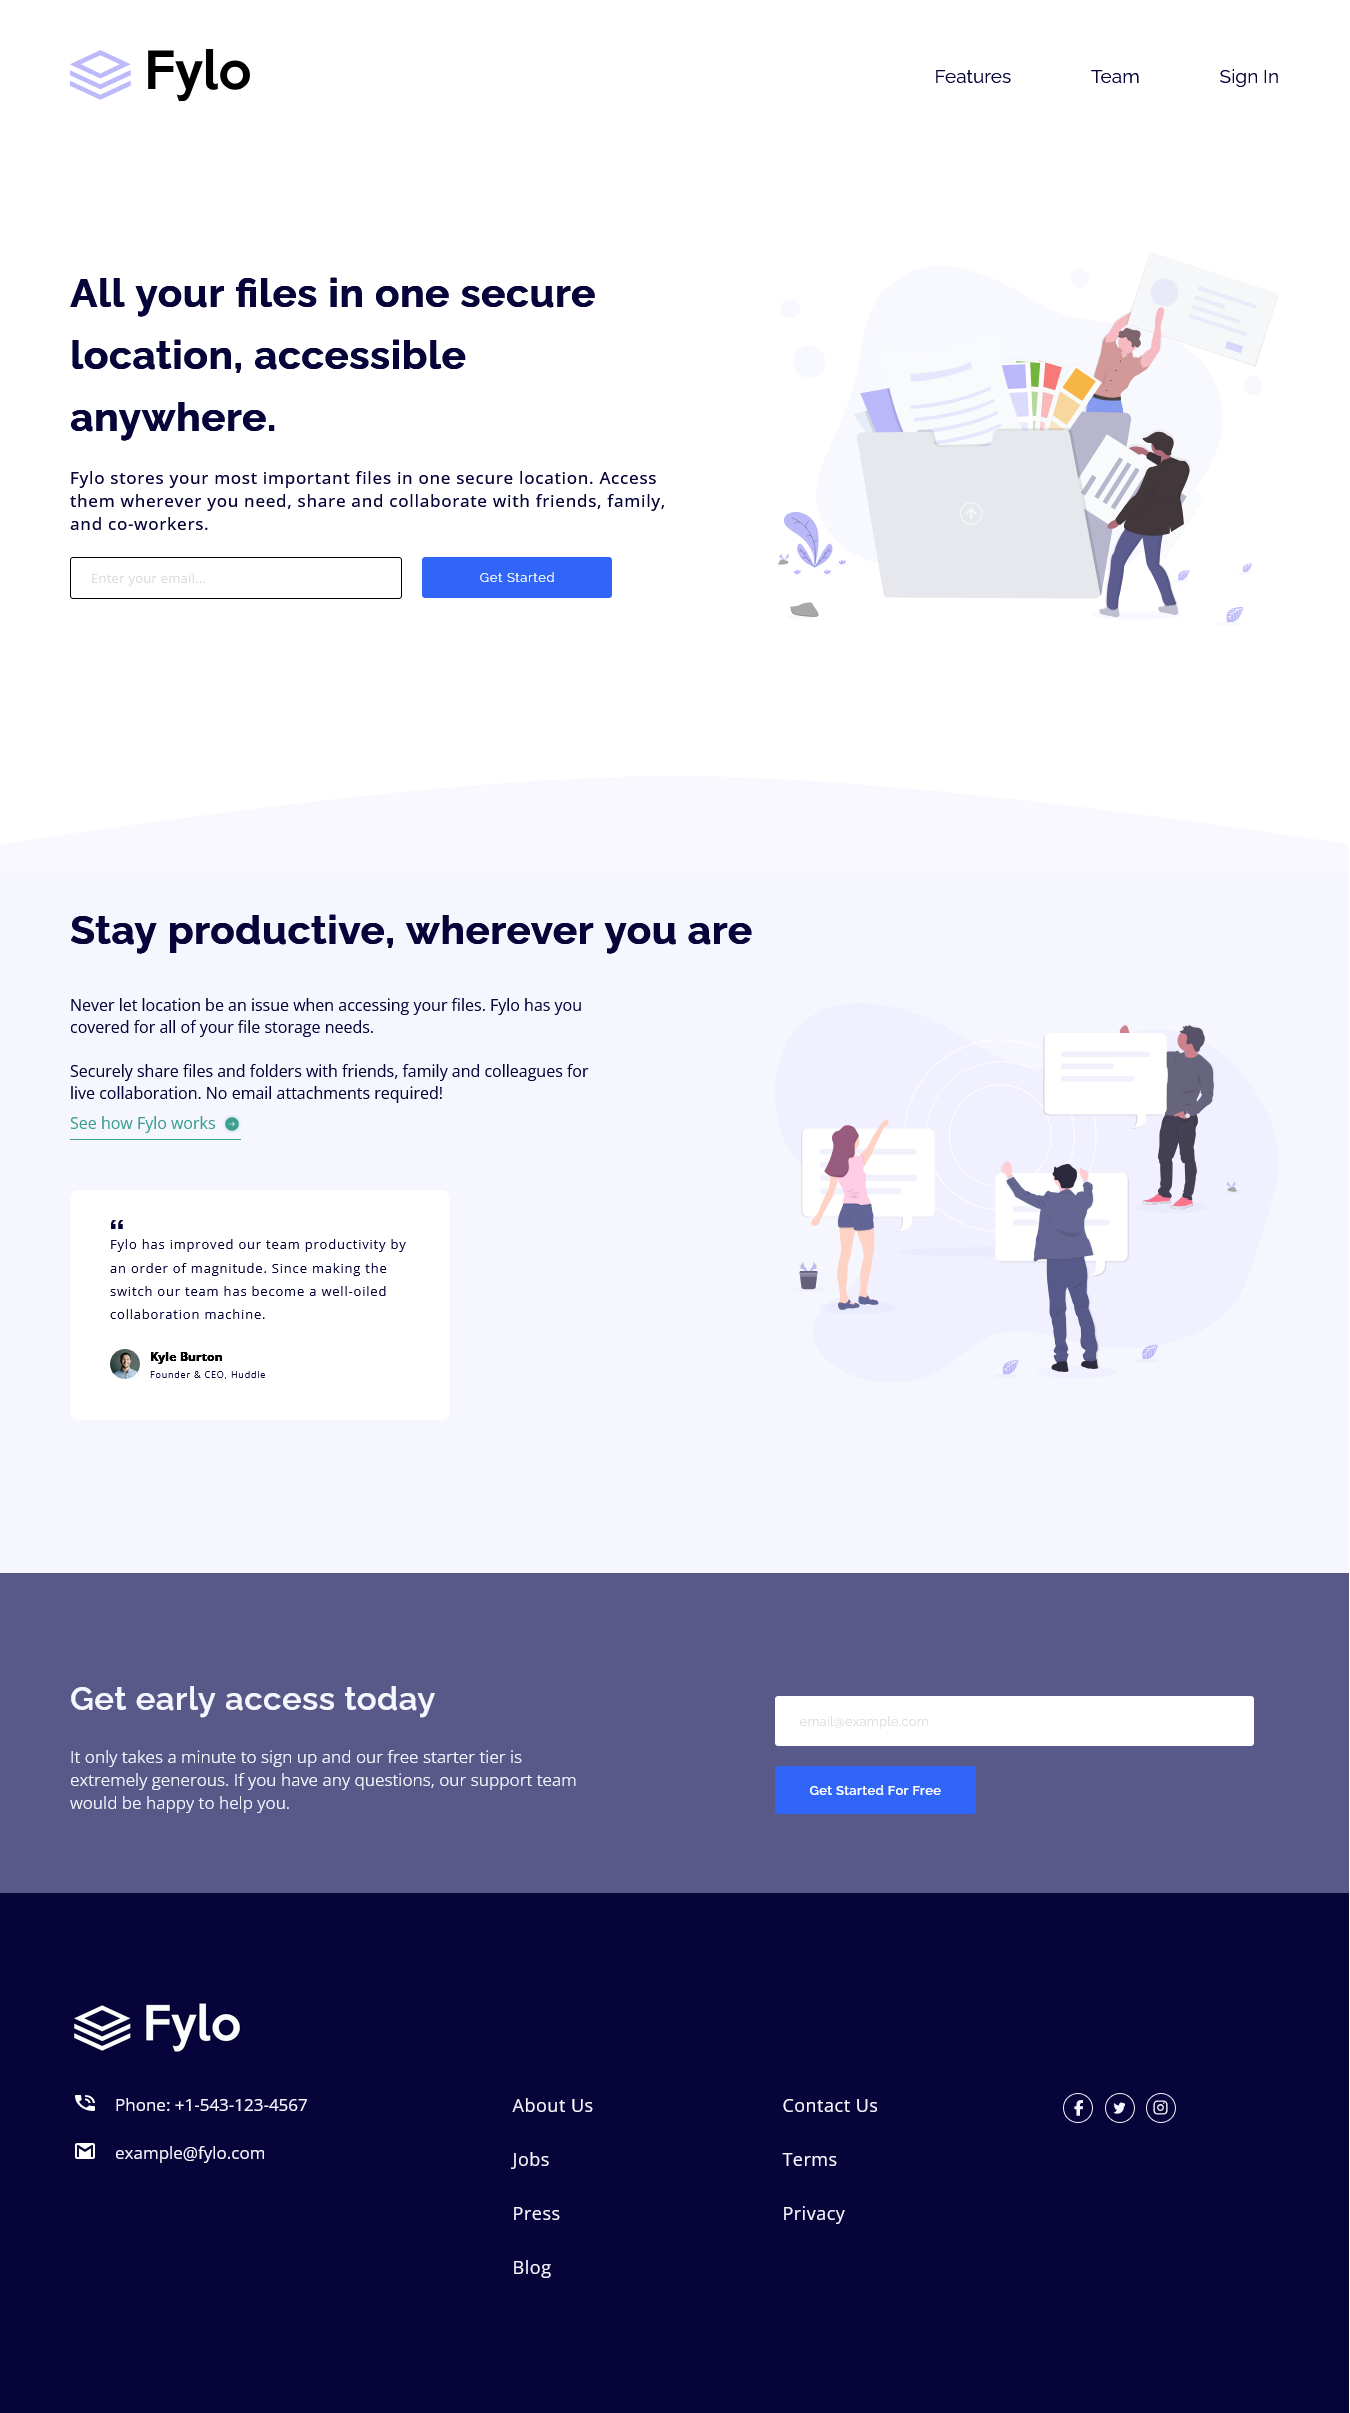 Fylo
Features
Team
Sign In
All your files in one secure
location, accessible
anywhere.
Fylo stores your most important files in one secure location. Access
them wherever you need, share and collaborate with friends, family,
and co-workers.
Enter your email...
Get Started
Stay productive, wherever you are
Never let location be an issue when accessing your files. Fylo has you
covered for all of your file storage needs.
Securely share files and folders with friends, family and colleagues for
live collaboration. No email attachments required!
See how Fylo works
“
Fylo has improved our team productivity by
an order of magnitude. Since making the
switch our team has become a well-oiled
collaboration machine.
Kyle Burton
Founder & CEO, Huddle
Get early access today
It only takes a minute to sign up and our free starter tier is
extremely generous. If you have any questions, our support team
would be happy to help you.
email@example.com
Get Started For Free
Fylo
Phone: +1-543-123-4567
example@fylo.com
About Us
Jobs
Press
Blog
Contact Us
Terms
Privacy